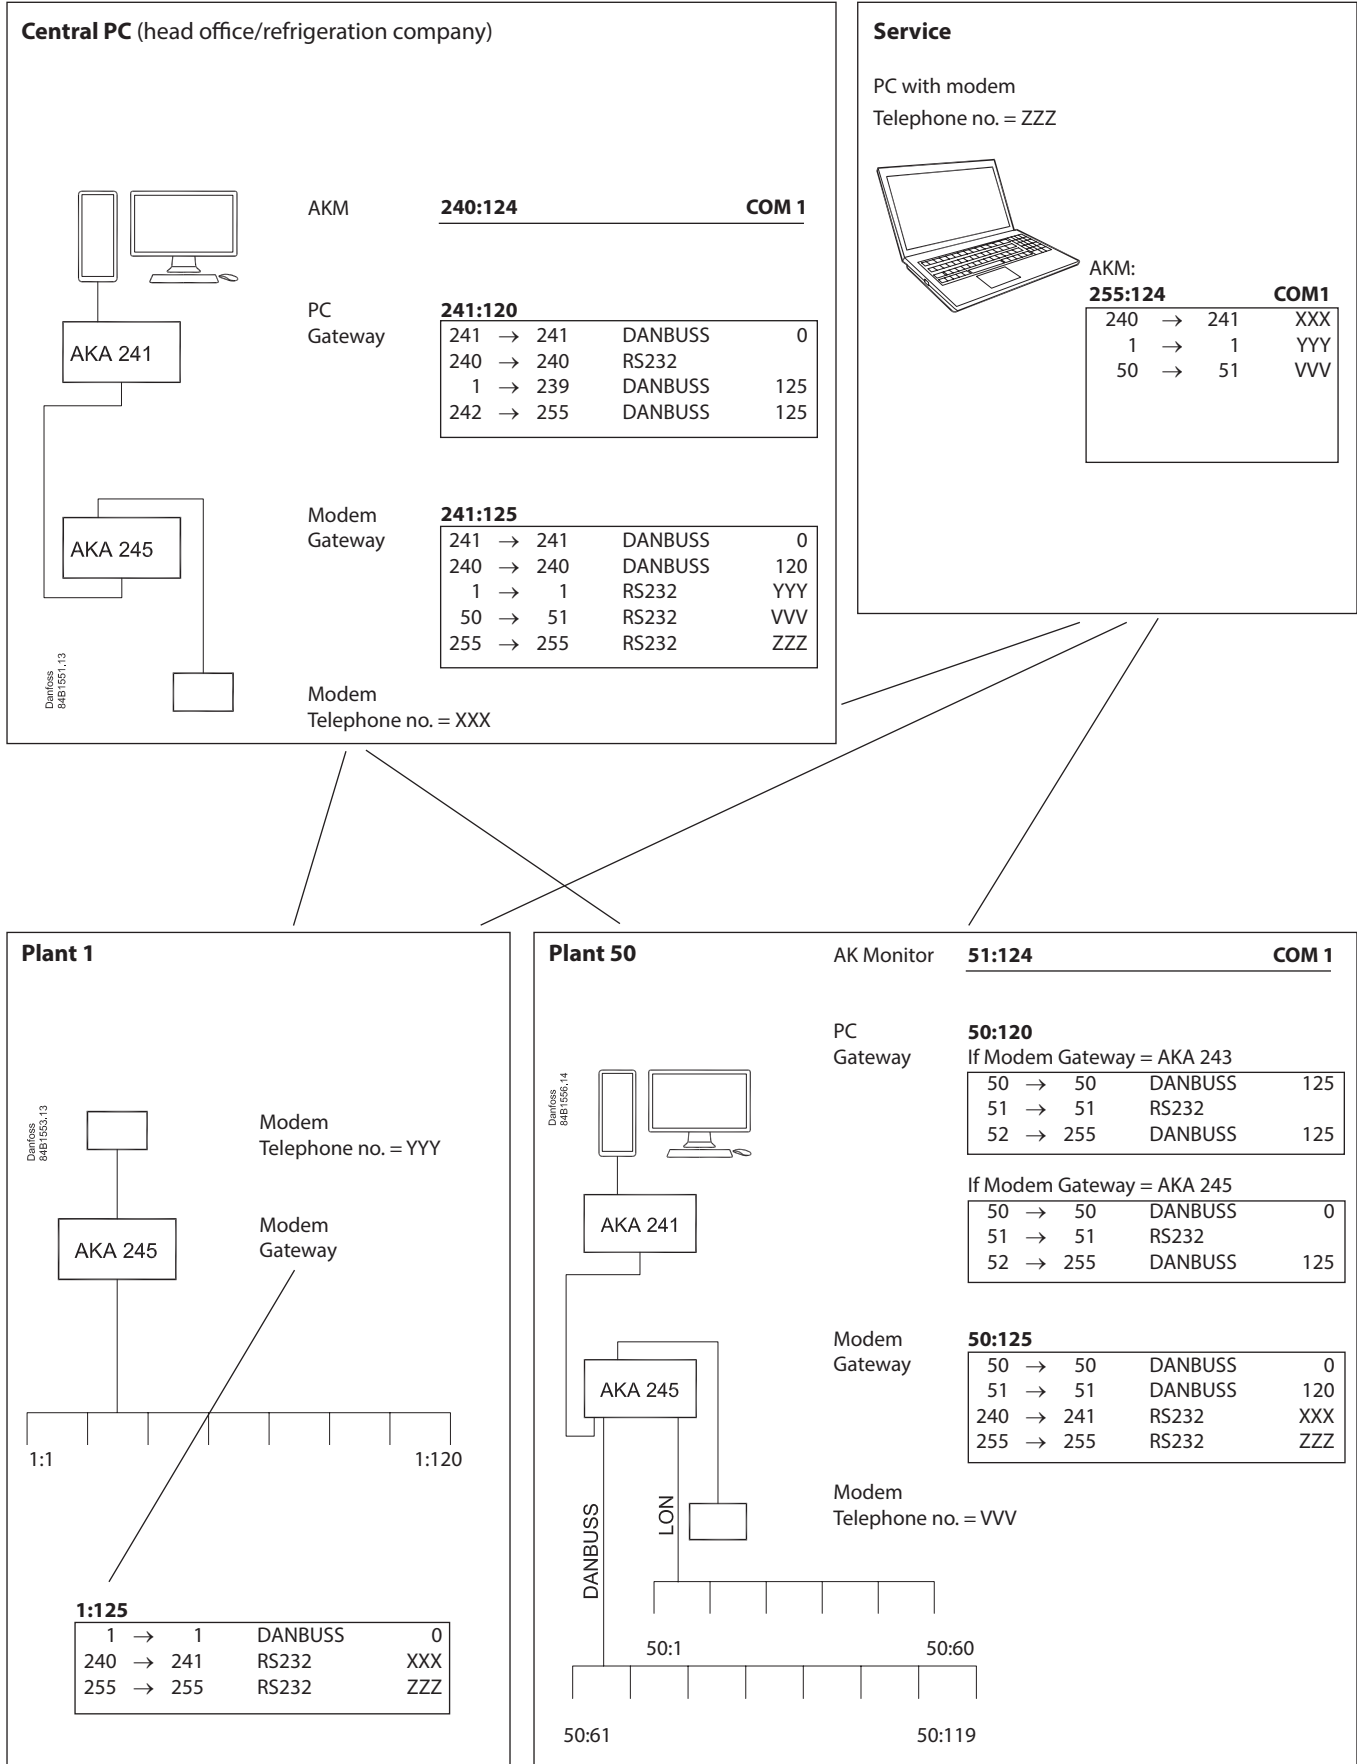 Central PC (head office/refrigeration company)
AKM 240:124 COM 1
PC 241:120
Gateway 241 → 241 DANBUSS 0
240 → 240 RS232
1 → 239 DANBUSS 125
242 → 255 DANBUSS 125
AKA 241
Modem 241:125
Gateway 241 → 241 DANBUSS 0
240 → 240 DANBUSS 120
1 → 1 RS232 YYY
50 → 51 RS232 VVV
255 → 255 RS232 ZZZ
AKA 245
Danfoss
84B1551.13
Modem
Telephone no. = XXX
Service
PC with modem
Telephone no. = ZZZ
AKM:
255:124 COM1
240 → 241 XXX
1 → 1 YYY
50 → 51 VVV
Plant 1
Danfoss
84B1553.13
Modem
Telephone no. = YYY
Modem
Gateway
AKA 245
1:1 1:120
1:125
1 → 1 DANBUSS 0
240 → 241 RS232 XXX
255 → 255 RS232 ZZZ
Plant 50
AK Monitor 51:124 COM 1
PC 50:120
Gateway If Modem Gateway = AKA 243
50 → 50 DANBUSS 125
51 → 51 RS232
52 → 255 DANBUSS 125
If Modem Gateway = AKA 245
50 → 50 DANBUSS 0
51 → 51 RS232
52 → 255 DANBUSS 125
Danfoss
84B1556.14
AKA 241
Modem 50:125
Gateway 50 → 50 DANBUSS 0
51 → 51 DANBUSS 120
240 → 241 RS232 XXX
255 → 255 RS232 ZZZ
AKA 245
Modem
Telephone no. = VVV
DANBUSS
LON
50:1 50:60
50:61 50:119